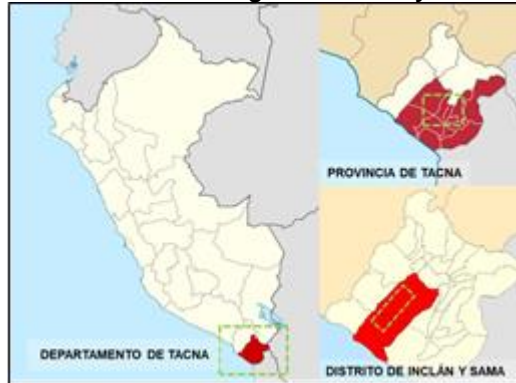 PROVINCIA DE TACNA
DEPARTAMENTO DE TACNA
DISTRITO DE INCLÁN Y SAMA